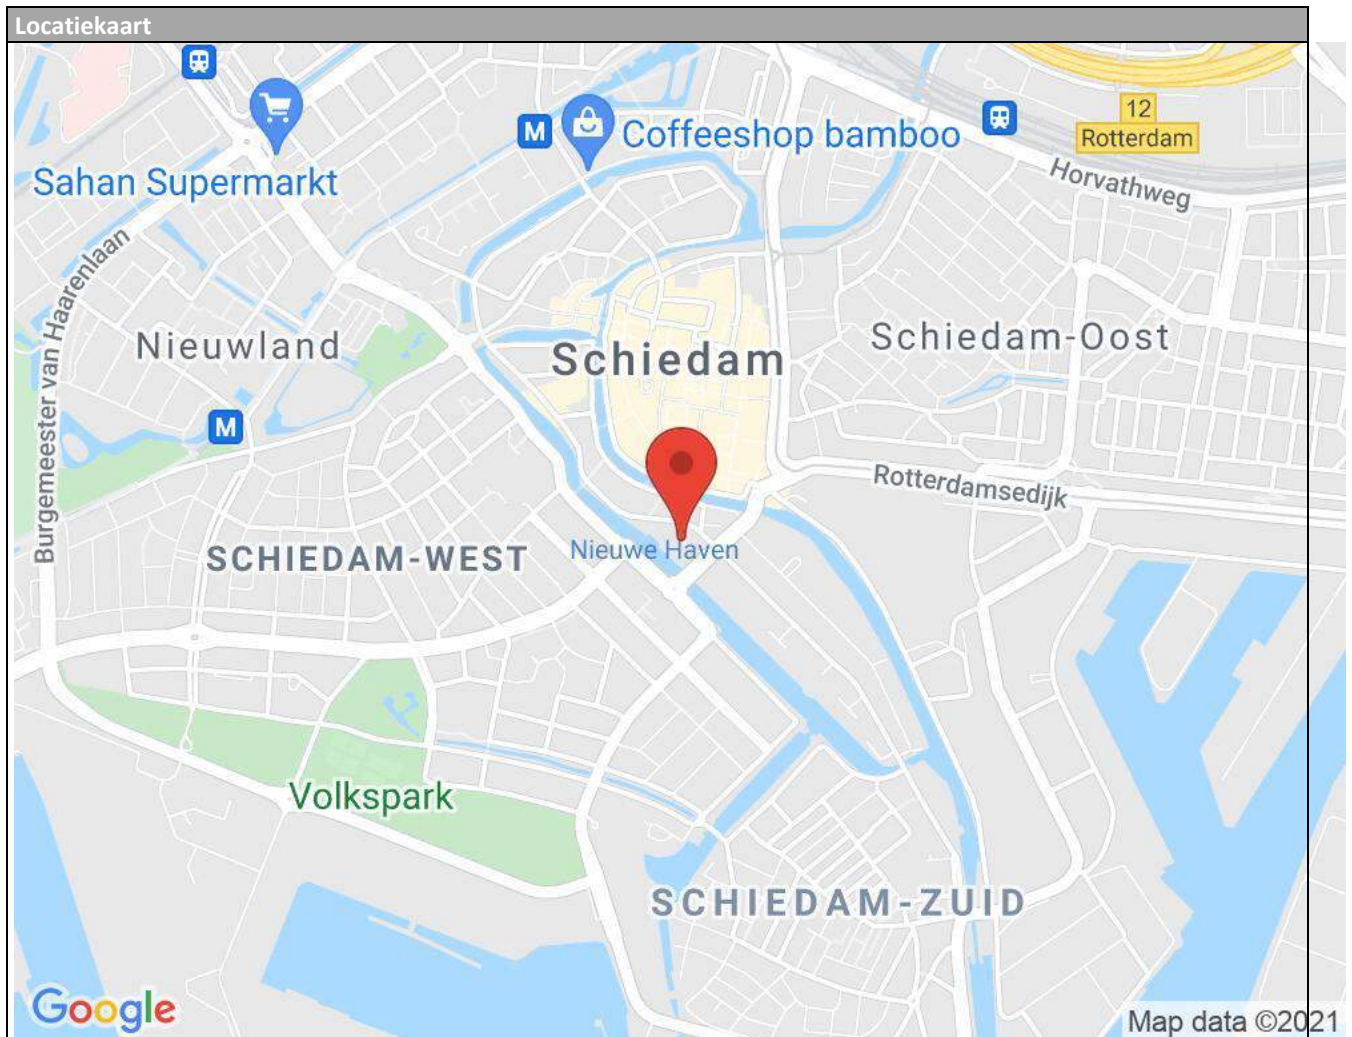 Locatiekaart
M
Coffeeshop bamboo
12
Rotterdam
Sahan Supermarkt
Horvathweg
Burgemeester van Haarenlaan
Nieuwland
Schiedam
Schiedam-Oost
M
Rotterdamsedijk
SCHIEDAM-WEST
Nieuwe Haven
Volkspark
SCHIEDAM-ZUID
Google
Map data ©2021